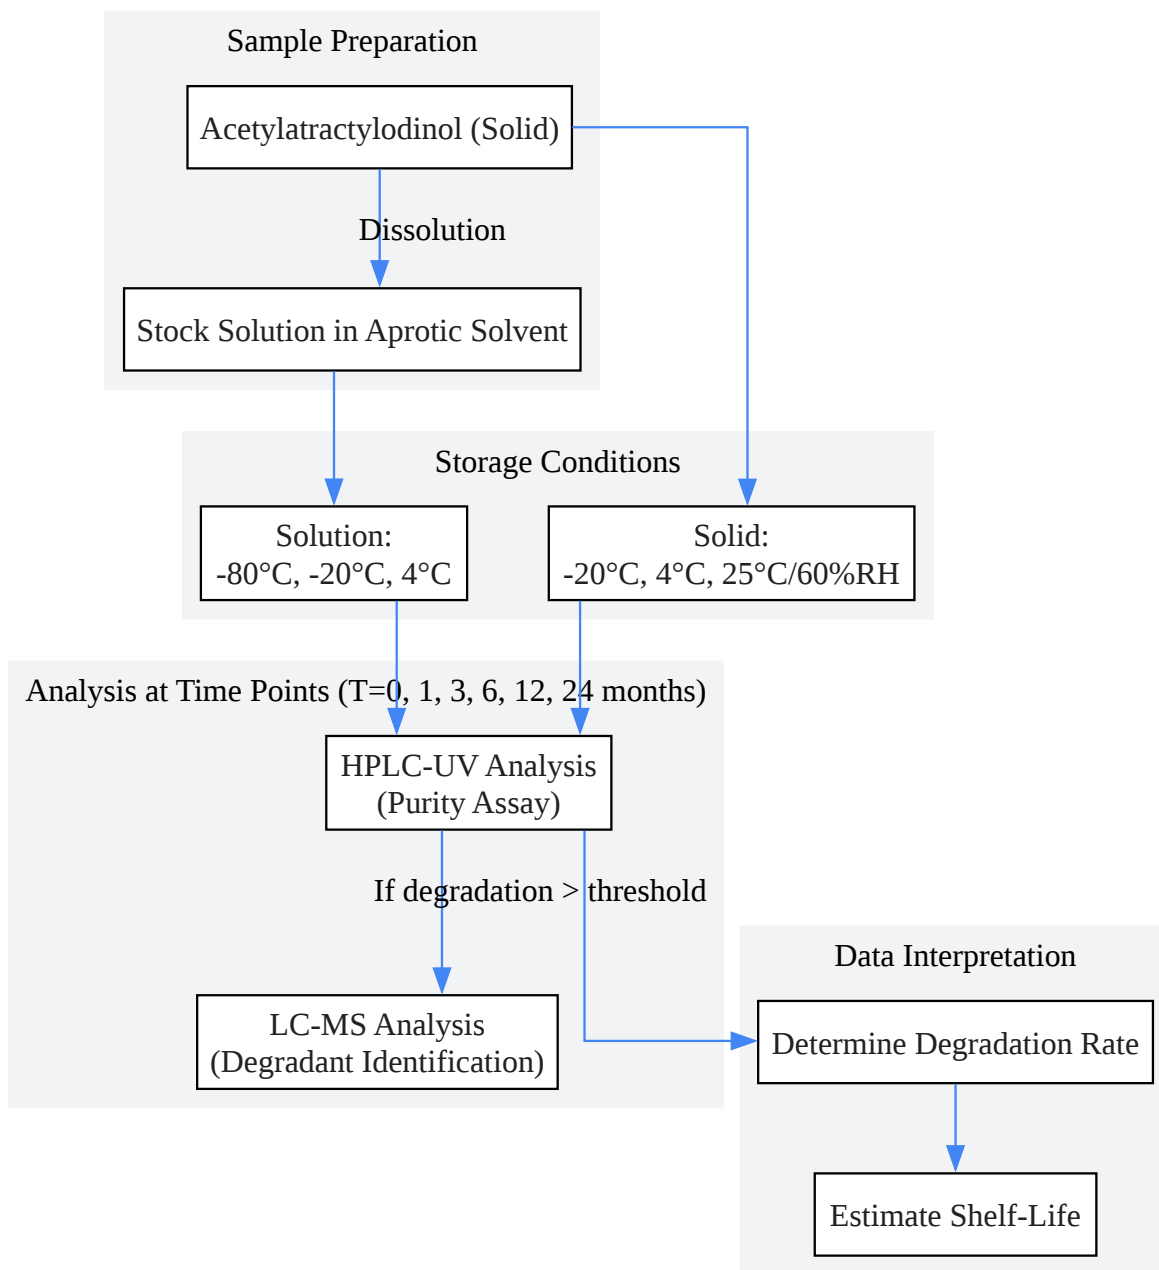 Sample Preparation
Acetylatractylodinol (Solid)
Dissolution
Stock Solution in Aprotic Solvent
Storage Conditions
Solution:
-80°C, -20°C, 4°C
Solid:
-20°C, 4°C, 25°C/60%RH
Analysis at Time Points (T=0, 1, 3, 6, 12, 24 months)
HPLC-UV Analysis
(Purity Assay)
If degradation > threshold
LC-MS Analysis
(Degradant Identification)
Data Interpretation
Determine Degradation Rate
Estimate Shelf-Life